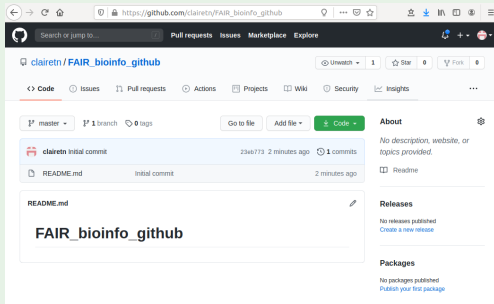 https://github.com/clairetn/FAIR_bioinfo_github
Search or jump to... /
Pull requests Issues Marketplace Explore
clairetn / FAIR_bioinfo_github
Unwatch 1 Star 0 Fork 0
Code Issues Pull requests Actions Projects Wiki Security Insights
master 1 branch 0 tags Go to file Add file Code
clairetn Initial commit 23eb773 2 minutes ago 1 commits
README.md Initial commit 2 minutes ago
README.md
FAIR_bioinfo_github
About
No description, website, or
topics provided.
Readme
Releases
No releases published
Create a new release
Packages
No packages published
Publish your first package